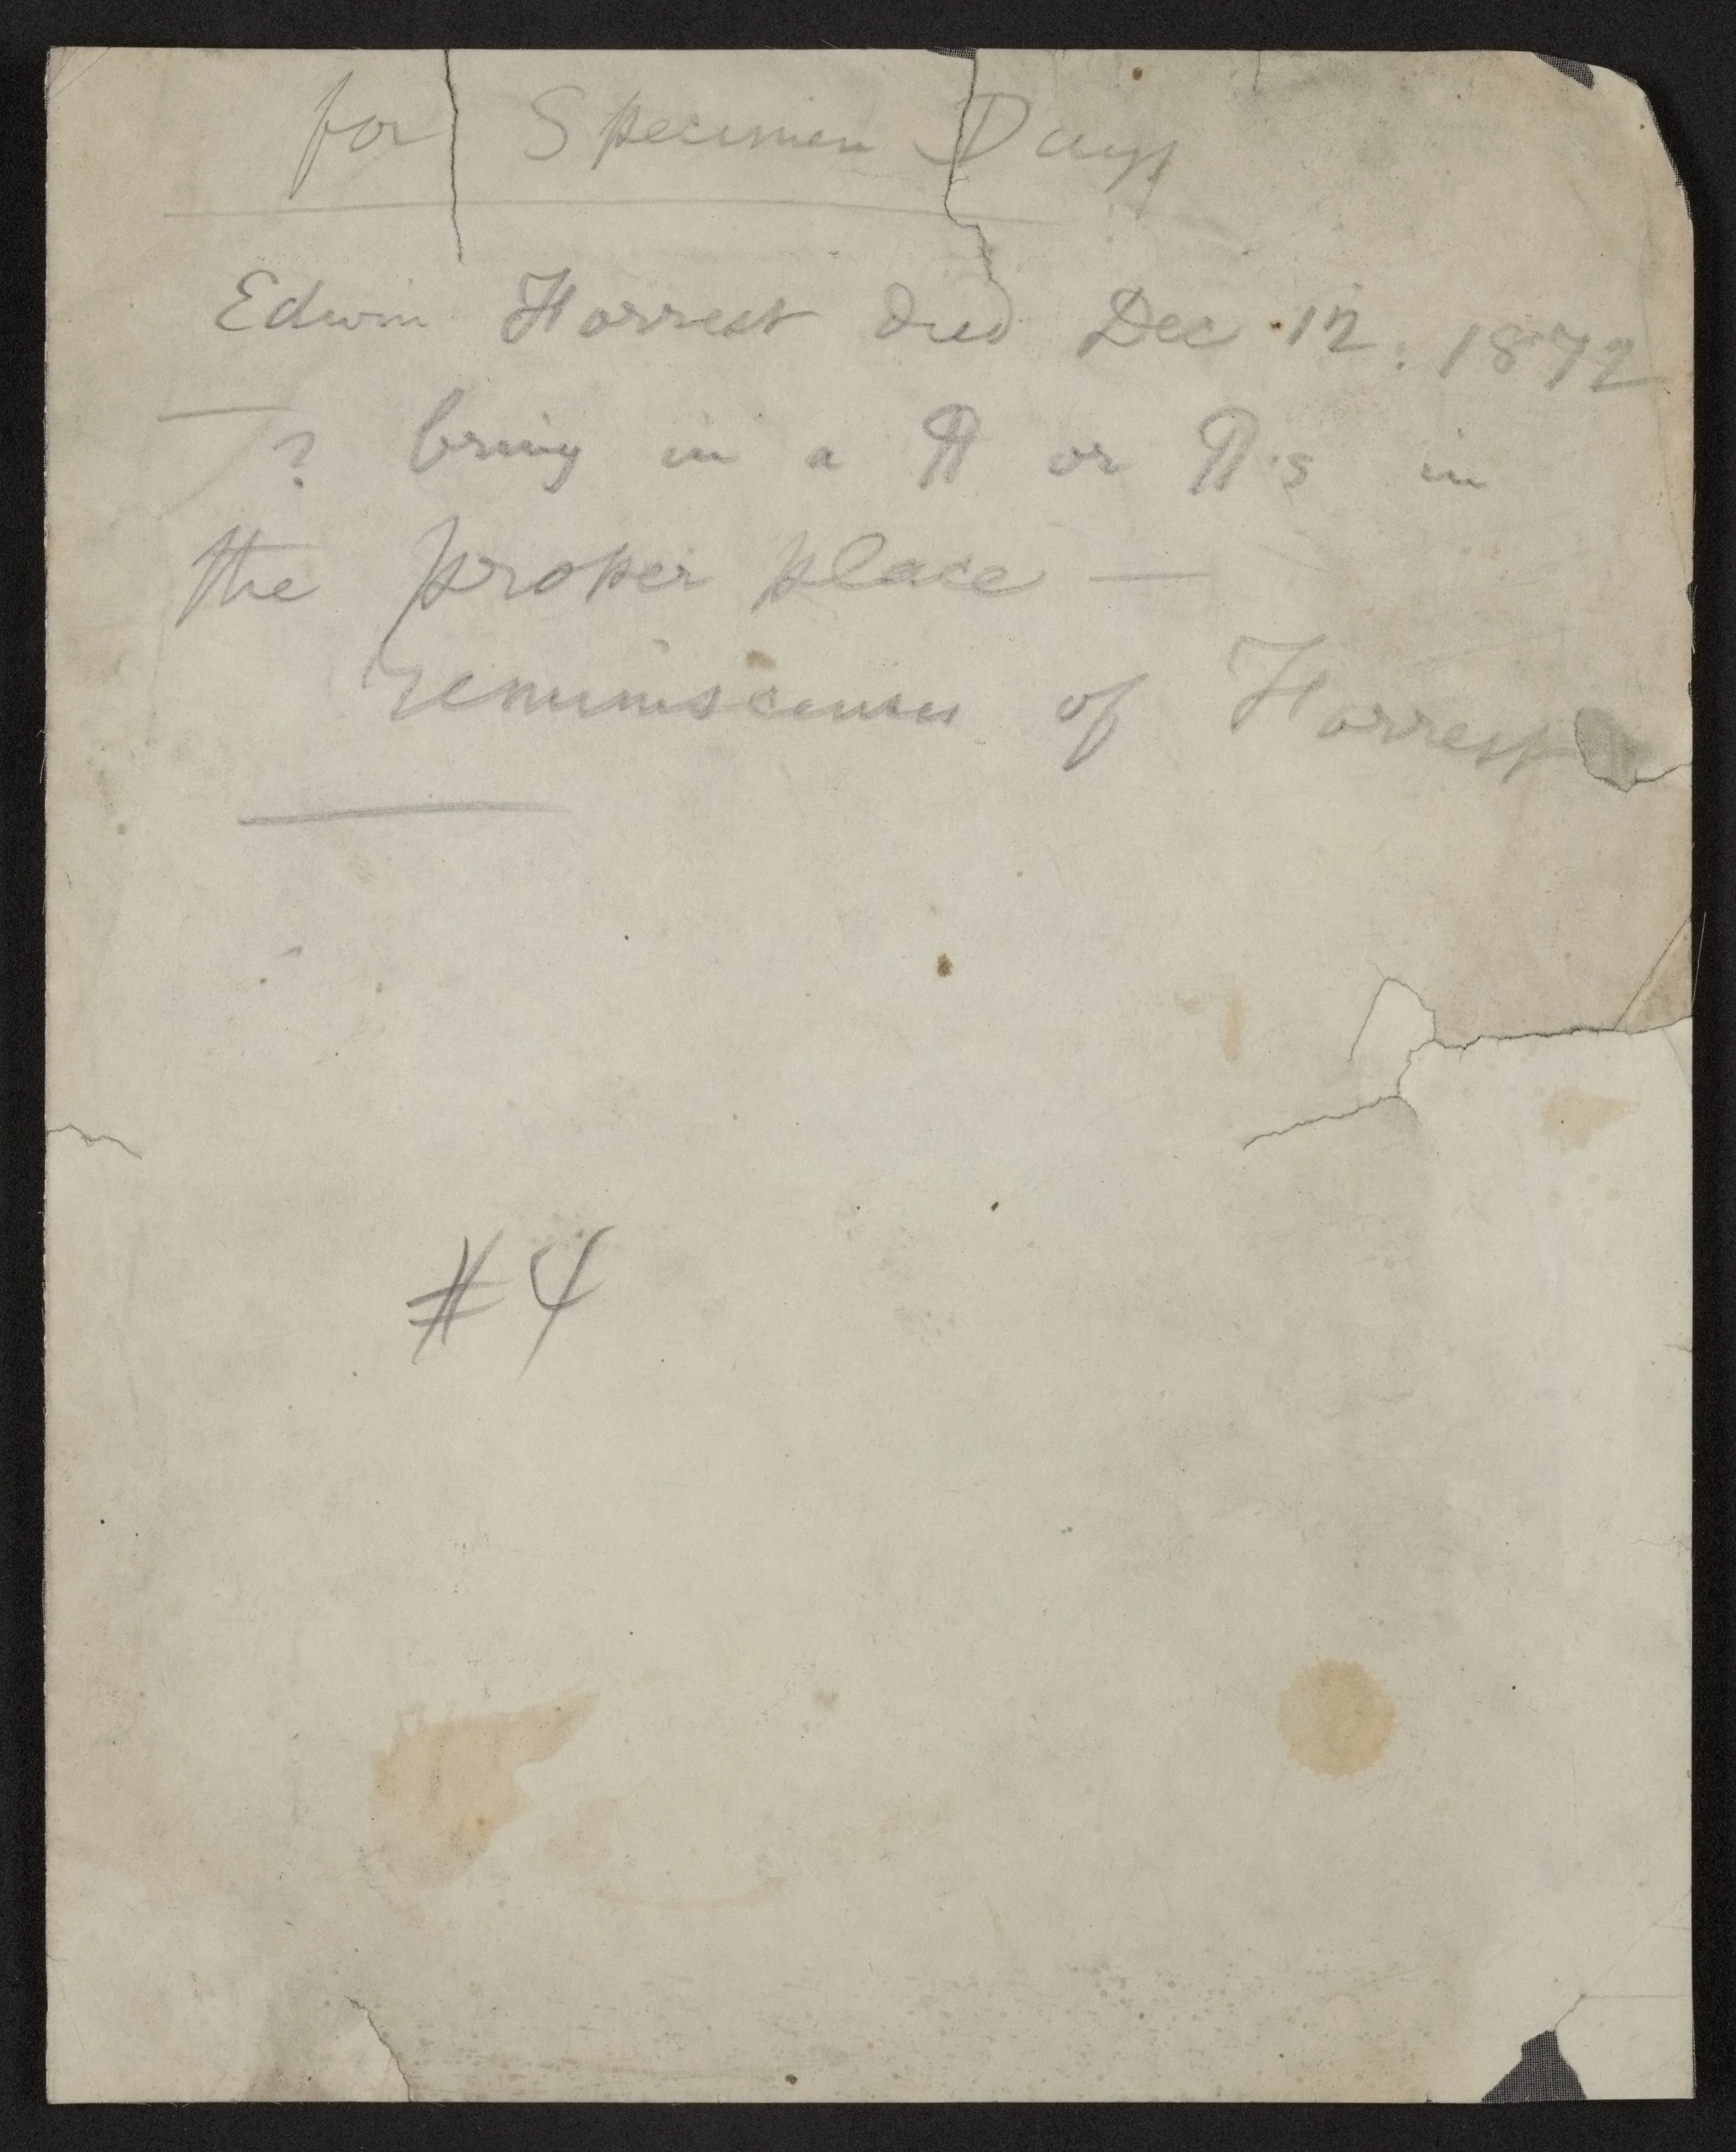 for Specimen Days
Edwin Forrest died Dec. 12. 1872
? bring in a ¶ or ¶s in
the proper place —
reminiscences of Forrest
#4